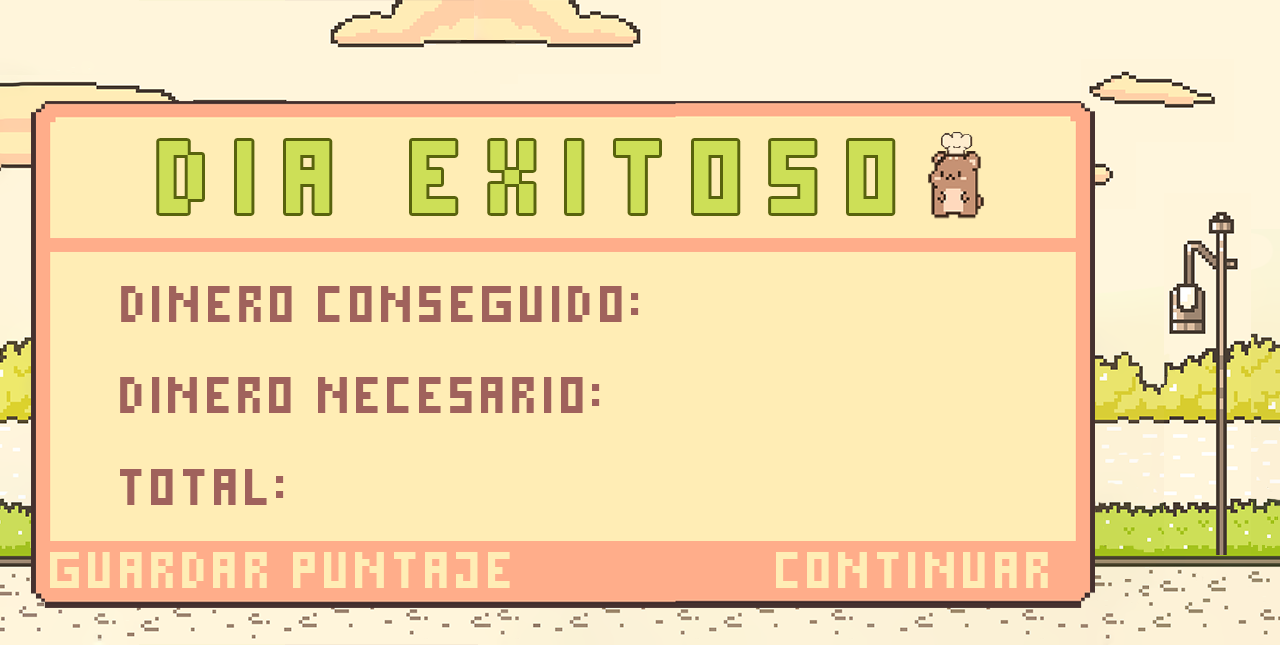 DIA EXITOSO
DINERO CONSEGUIDO:
DINERO NECESARIO:
TOTAL:
GUARDAR PUNTAJE CONTINUAR